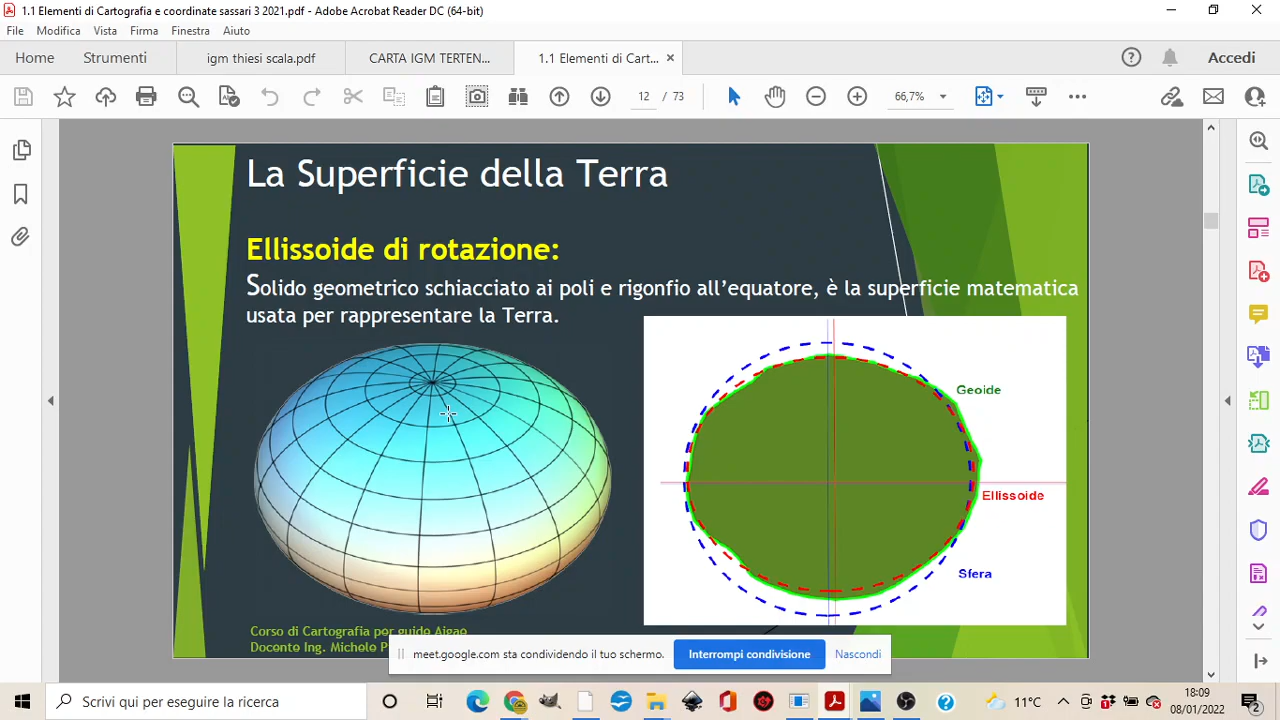 1.1 Elementi di Cartografia e coordinate sassari 3 2021.pdf - Adobe Acrobat Reader DC (64-bit)
File Modifica Vista Firma Finestra Aiuto
Home Strumenti igm thiesi scala.pdf CARTA IGM TERTEN... 1.1 Elementi di Cart... × Accedi
12 / 73 66,7%
La Superficie della Terra
Ellissoide di rotazione:
Solido geometrico schiacciato ai poli e rigonfio all'equatore, è la superficie matematica
usata per rappresentare la Terra.
Geoide
Ellissoide
Sfera
Corso di Cartografia per guide Aigae
Docente Ing. Michele
meet.google.com sta condividendo il tuo schermo. Interrompi condivisione Nascondi
Scrivi qui per eseguire la ricerca
11°C
18:09
08/01/2022
2